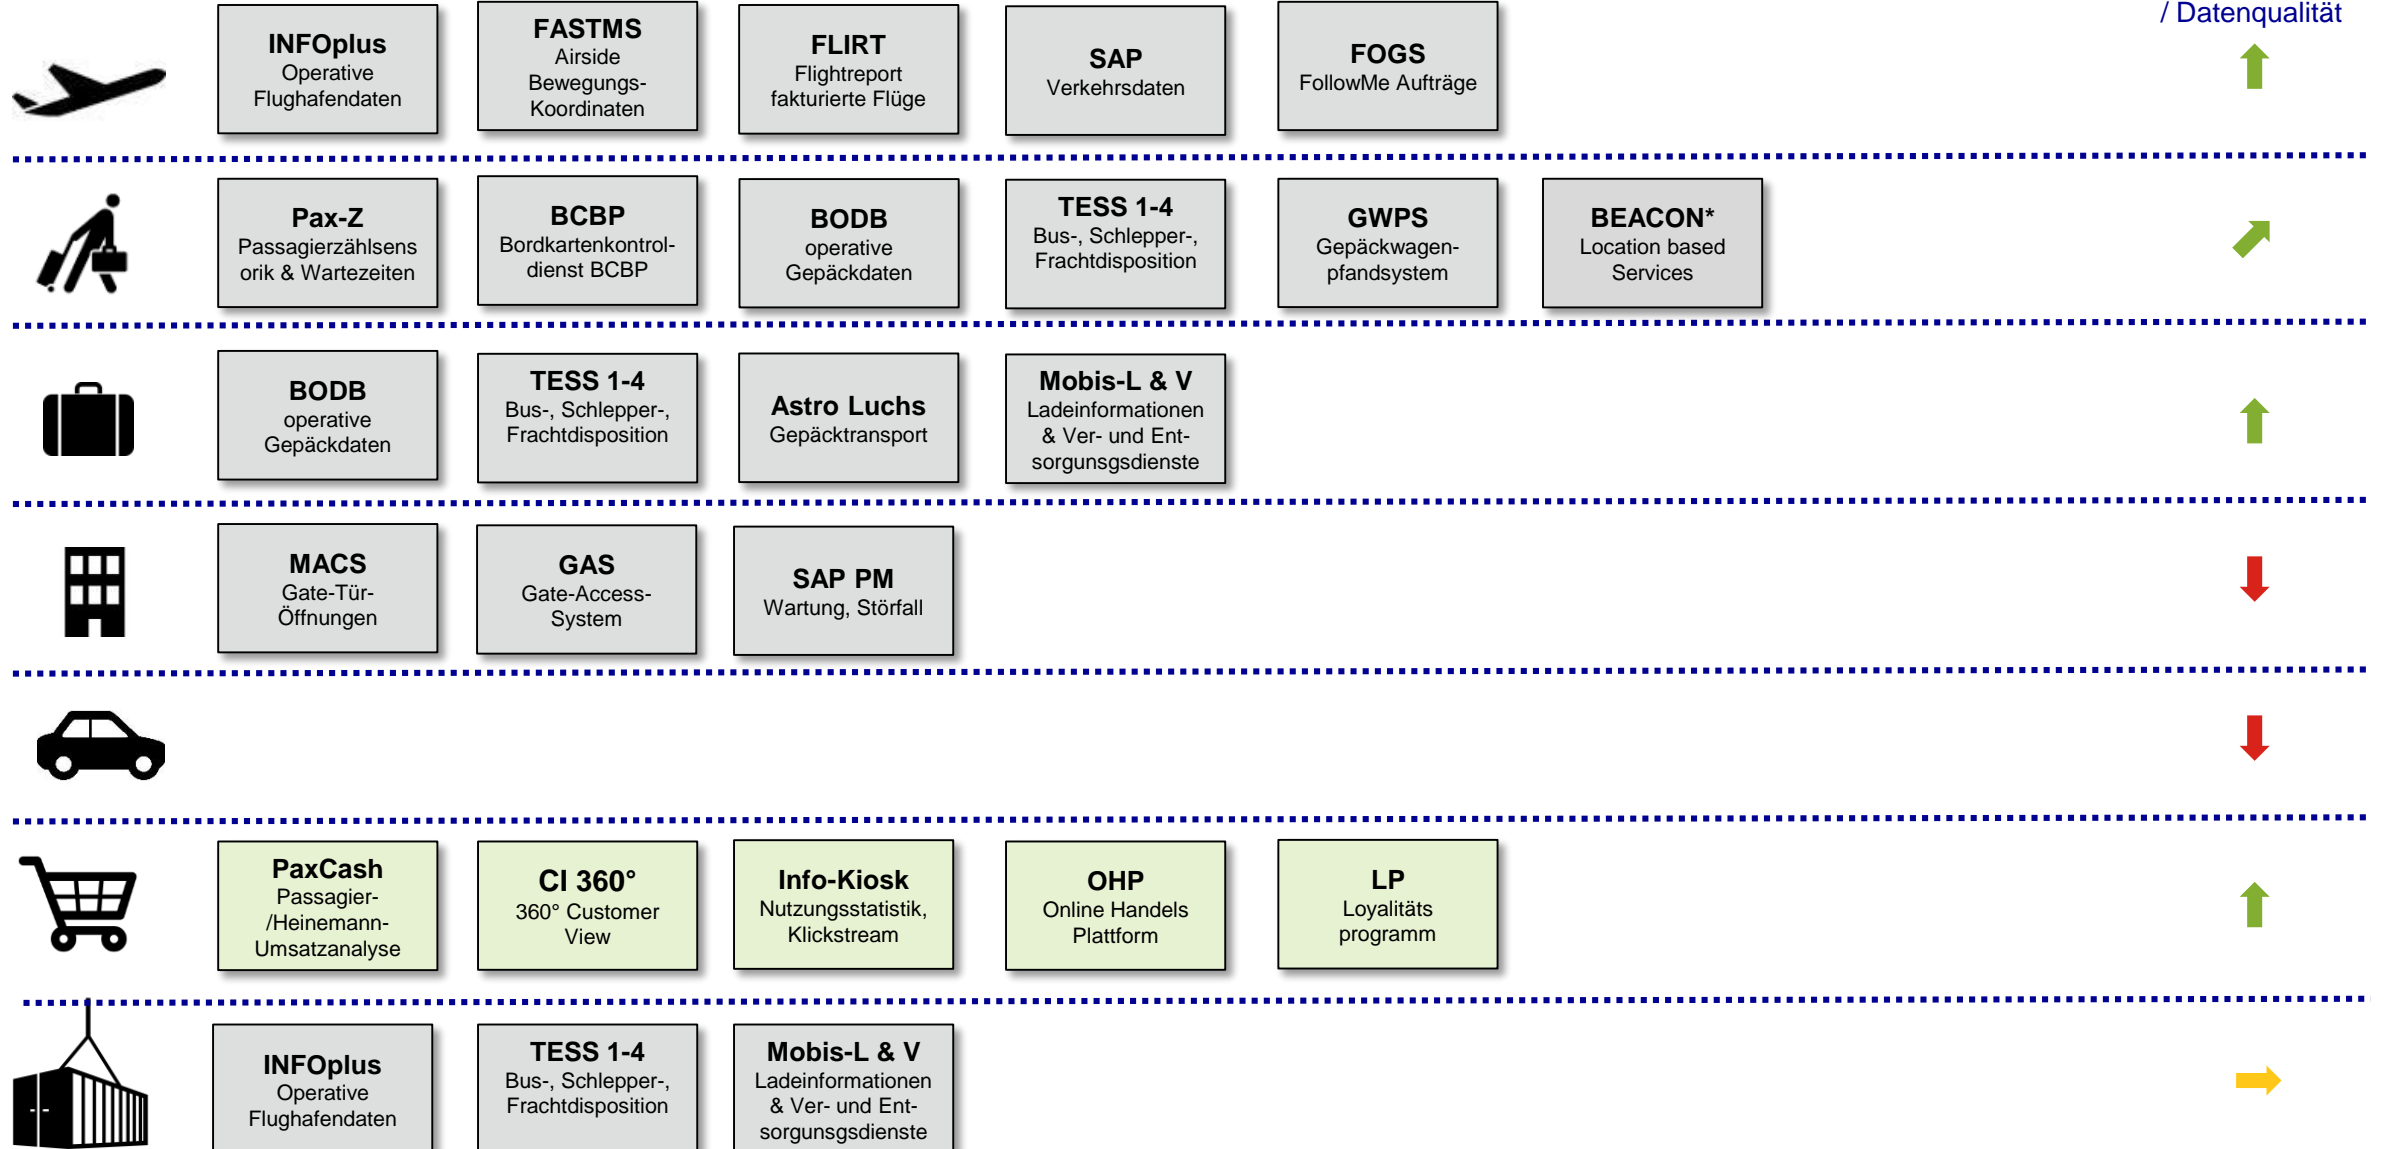 / Datenqualität
INFOplus
Operative
Flughafendaten
FASTMS
Airside
Bewegungs-
Koordinaten
FLIRT
Flightreport
fakturierte Flüge
SAP
Verkehrsdaten
FOGS
FollowMe Aufträge
Pax-Z
Passagierzählsens
orik & Wartezeiten
BCBP
Bordkartenkontrol-
dienst BCBP
BODB
operative
Gepäckdaten
TESS 1-4
Bus-, Schlepper-,
Frachtdisposition
GWPS
Gepäckwagen-
pfandsystem
BEACON*
Location based
Services
BODB
operative
Gepäckdaten
TESS 1-4
Bus-, Schlepper-,
Frachtdisposition
Astro Luchs
Gepäcktransport
Mobis-L & V
Ladeinformationen
& Ver- und Ent-
sorgunsgsdienste
MACS
Gate-Tür-
Öffnungen
GAS
Gate-Access-
System
SAP PM
Wartung, Störfall
PaxCash
Passagier-
/Heinemann-
Umsatzanalyse
CI 360°
360° Customer
View
Info-Kiosk
Nutzungsstatistik,
Klickstream
OHP
Online Handels
Plattform
LP
Loyalitäts
programm
INFOplus
Operative
Flughafendaten
TESS 1-4
Bus-, Schlepper-,
Frachtdisposition
Mobis-L & V
Ladeinformationen
& Ver- und Ent-
sorgunsgsdienste